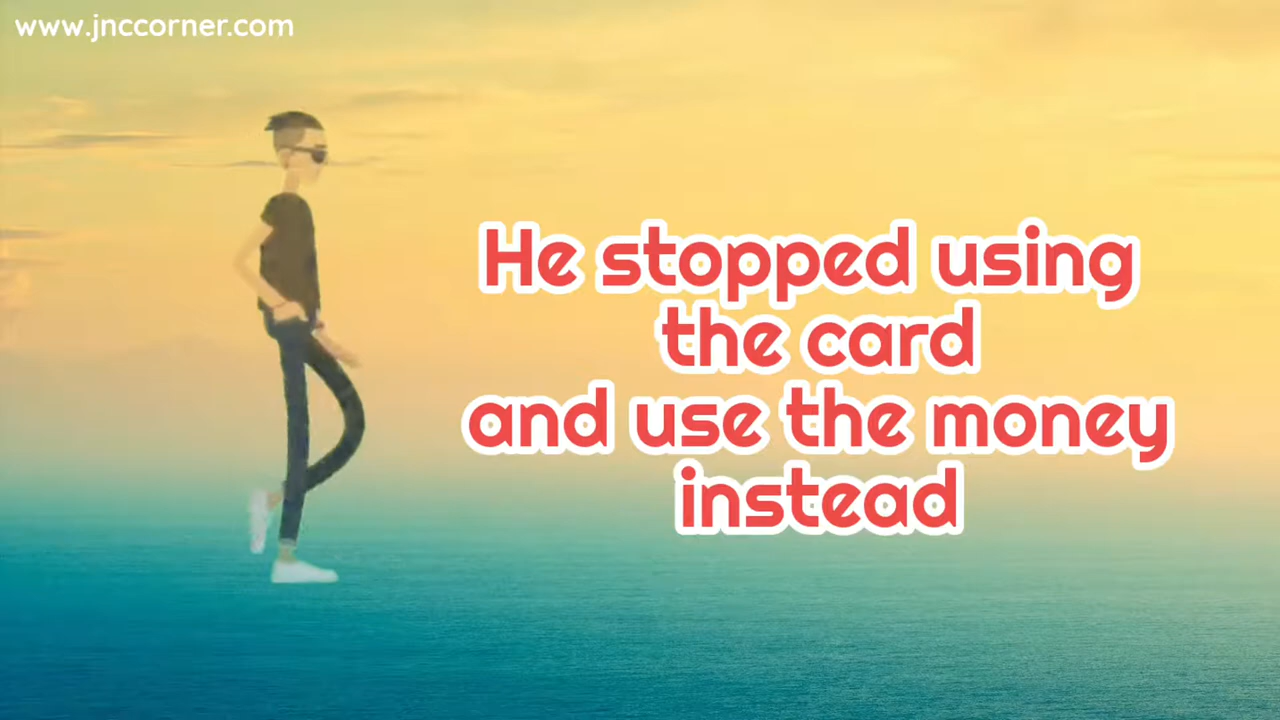 www.jnccorner.com
He stopped using
the card
and use the money
instead